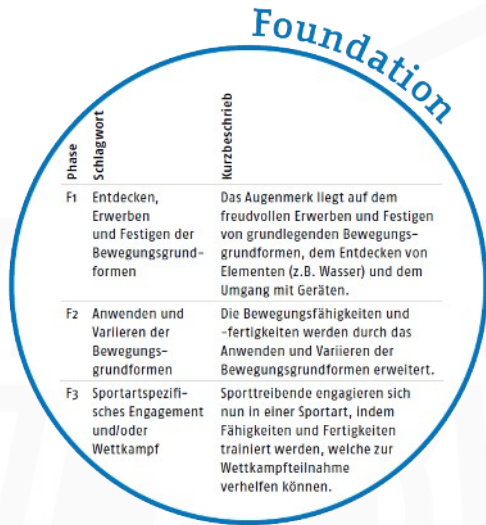 Foundation
Phase
Schlagwort
Kurzbeschrieb
F1 Entdecken, Das Augenmerk liegt auf dem
Erwerben freudvollen Erwerben und Festigen
und Festigen der von grundlegenden Bewegungs-
Bewegungsgrund- grundformen, dem Entdecken von
formen Elementen (z.B. Wasser) und dem
Umgang mit Geräten.
F2 Anwenden und Die Bewegungsfähigkeiten und
Variieren der -fertigkeiten werden durch das
Bewegungs- Anwenden und Variieren der
grundformen Bewegungsgrundformen erweitert.
F3 Sportartspezifi- Sporttreibende engagieren sich
sches Engagement nun in einer Sportart, indem
und/oder Fähigkeiten und Fertigkeiten
Wettkampf trainiert werden, welche zur
Wettkampfteilnahme
verhelfen können.